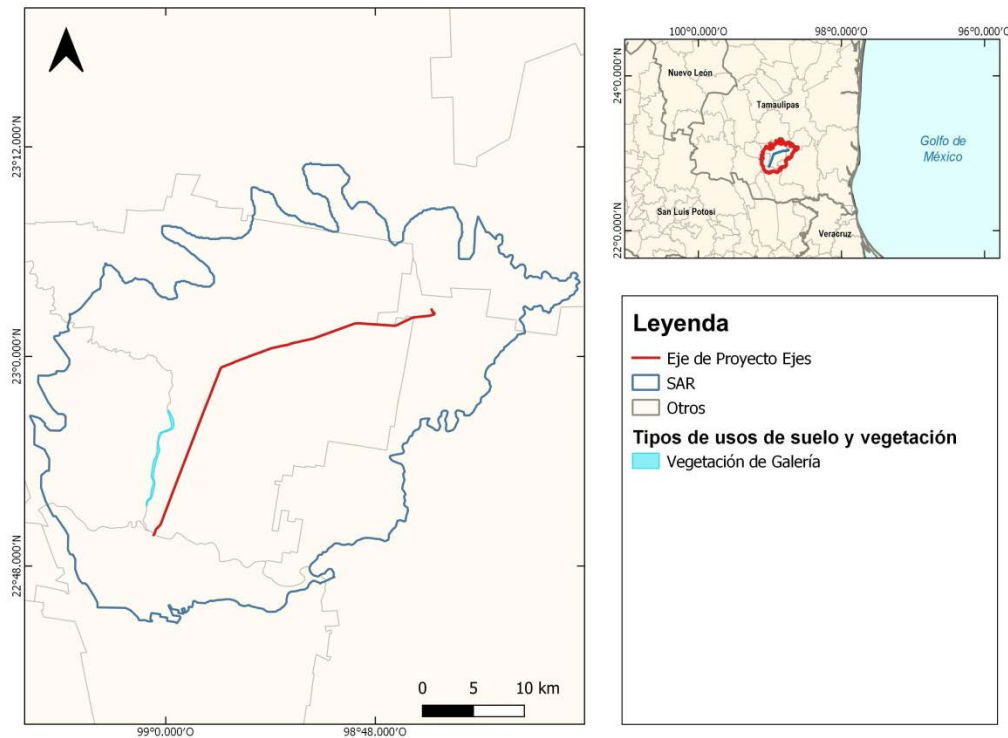 23°12.000'N
23°0.000'N
22°48.000'N
99°0.000'O
98°48.000'O
0 5 10 km
100°0.000'O
98°0.000'O
96°0.000'O
24°0.000'N
22°0.000'N
Nuevo León
Tamaulipas
Golfo de
México
San Luis Potosí
Veracruz
Leyenda
Eje de Proyecto Ejes
SAR
Otros
Tipos de usos de suelo y vegetación
Vegetación de Galería